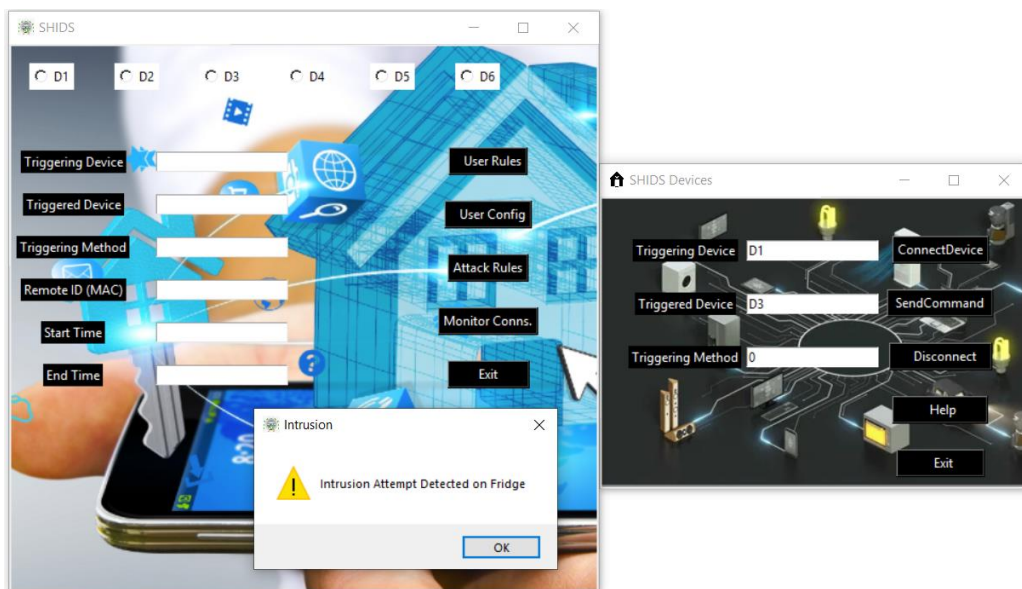 SHIDS
D1 D2 D3 D4 D5 D6
Triggering Device
Triggered Device
Triggering Method
Remote ID (MAC)
Start Time
End Time
User Rules
User Config
Attack Rules
Monitor Conns.
Exit
Intrusion
Intrusion Attempt Detected on Fridge
OK
SHIDS Devices
Triggering Device D1 ConnectDevice
Triggered Device D3 SendCommand
Triggering Method 0 Disconnect
Help
Exit